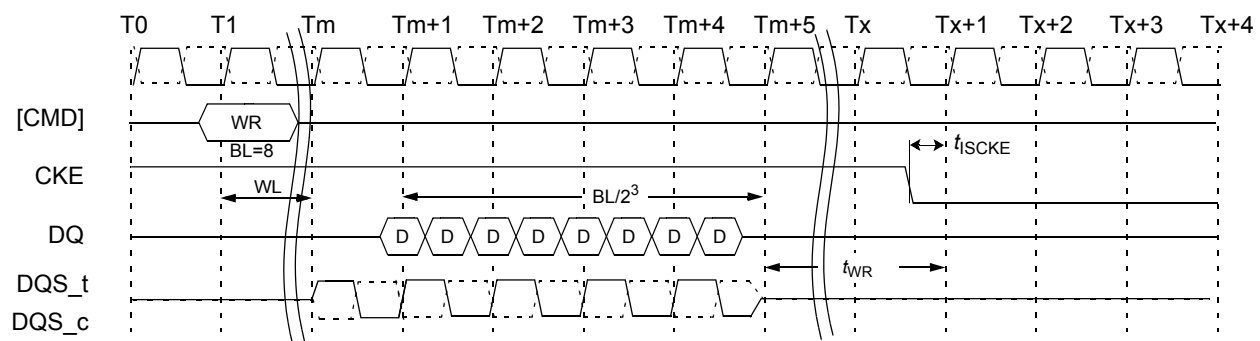 T0 T1 Tm Tm+1 Tm+2 Tm+3 Tm+4 Tm+5 Tx Tx+1 Tx+2 Tx+3 Tx+4
[CMD] WR
BL=8
tISCKE
CKE
WL BL/2³
DQ D D D D D D D D
tWR
DQS_t
DQS_c